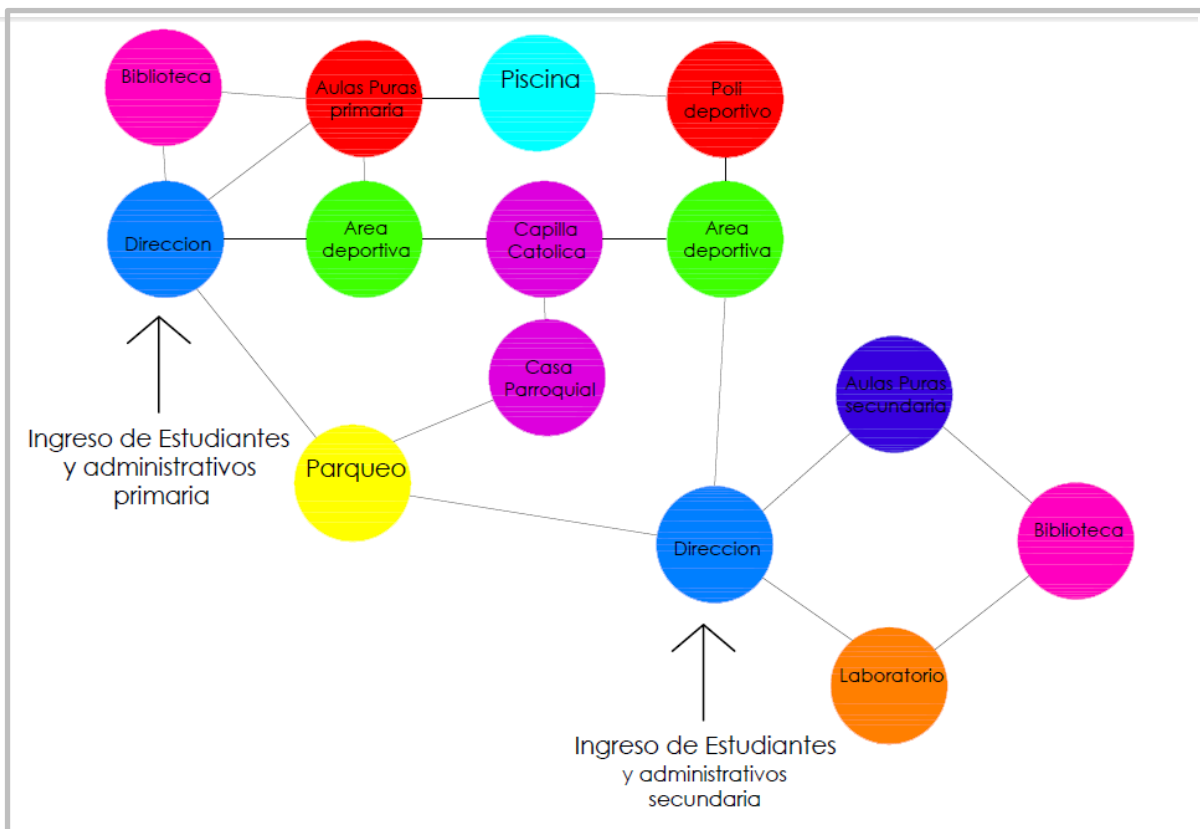 Biblioteca
Aulas Puras
primaria
Piscina
Poli
deportivo
Direccion
Area
deportiva
Capilla
Catolica
Area
deportiva
Casa
Parroquial
Aulas Puras
secundaria
Ingreso de Estudiantes
y administrativos
primaria
Parqueo
Direccion
Biblioteca
Laboratorio
Ingreso de Estudiantes
y administrativos
secundaria